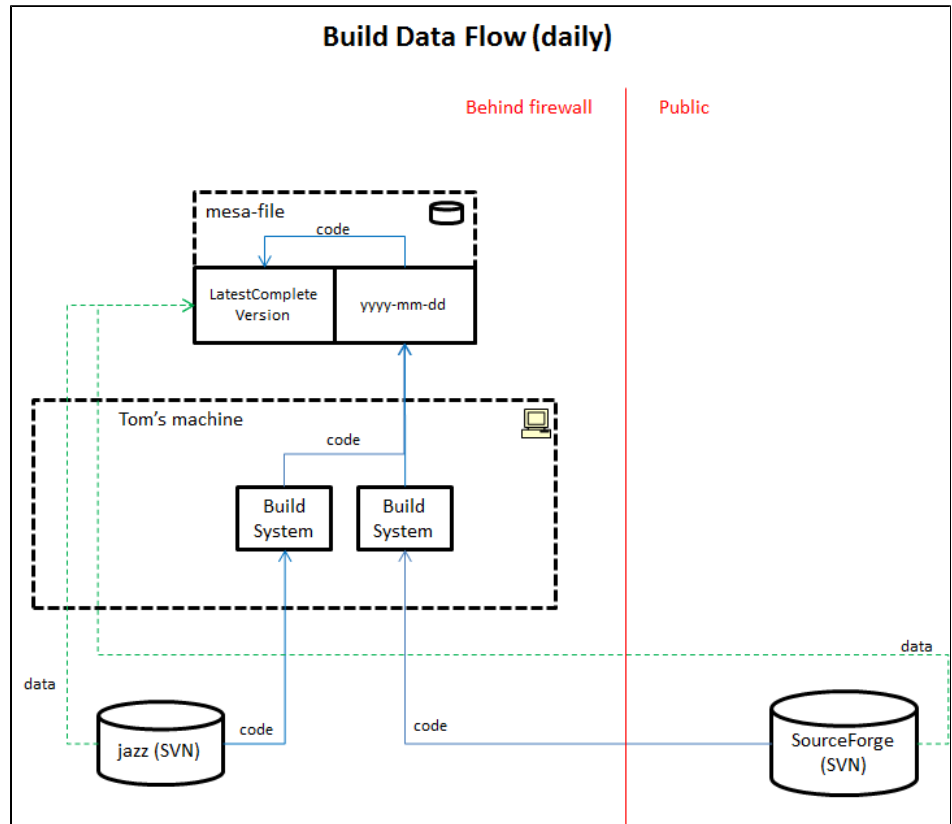 Build Data Flow (daily)
Behind firewall
Public
mesa-file
code
LatestComplete
Version
yyyy-mm-dd
Tom's machine
code
Build
System
Build
System
data
data
jazz (SVN)
code
code
SourceForge
(SVN)